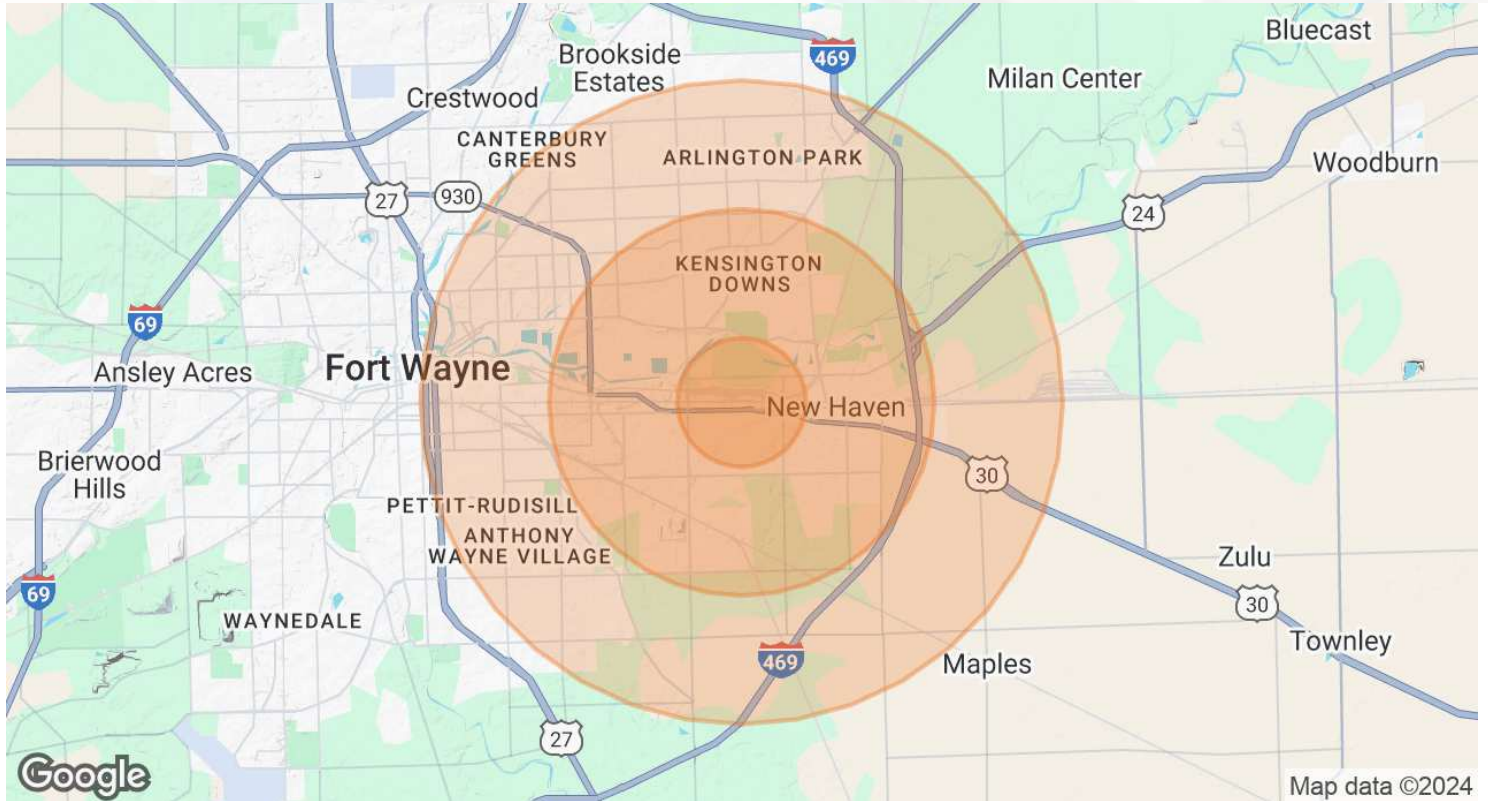 Bluecast
Brookside
Estates
469
Milan Center
Crestwood
CANTERBURY
GREENS
ARLINGTON PARK
Woodburn
27
930
24
KENSINGTON
DOWNS
69
Ansley Acres
Fort Wayne
New Haven
Brierwood
Hills
30
PETTIT-RUDISILL
ANTHONY
WAYNE VILLAGE
Zulu
69
30
WAYNEDALE
Townley
469
Maples
27
Google
Map data ©2024